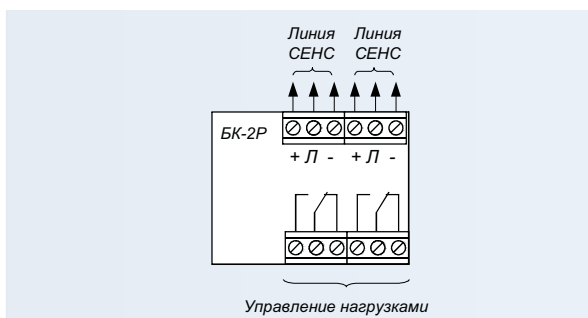 Линия Линия
СЕНС СЕНС
БК-2Р
+ Л - + Л -
Управление нагрузками